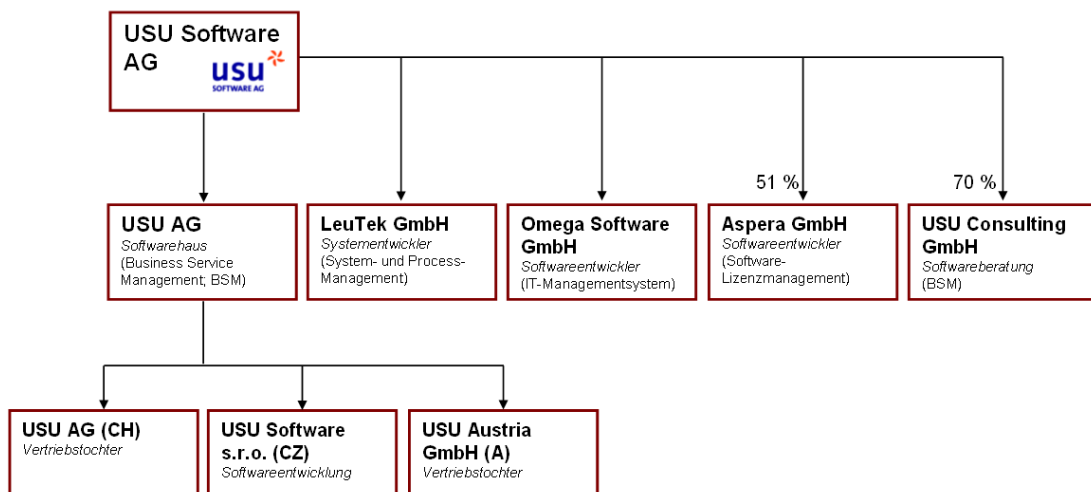 USU Software
AG
usu
SOFTWARE AG
51 %
70 %
USU AG
Softwarehaus
(Business Service
Management; BSM)
LeuTek GmbH
Systementwickler
(System- und Process-
Management)
Omega Software
GmbH
Softwareentwickler
(IT-Managementsystem)
Aspera GmbH
Softwareentwickler
(Software-
Lizenzmanagement)
USU Consulting
GmbH
Softwareberatung
(BSM)
USU AG (CH)
Vertriebstochter
USU Software
s.r.o. (CZ)
Softwareentwicklung
USU Austria
GmbH (A)
Vertriebstochter